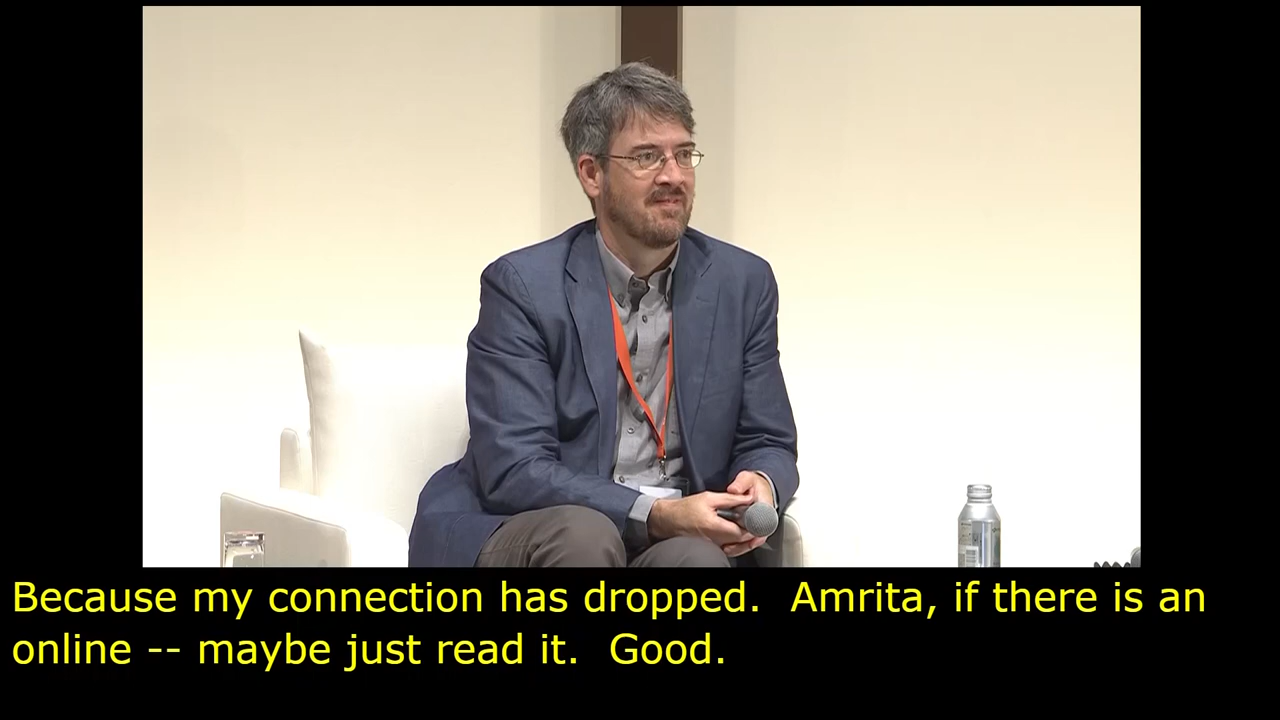 Because my connection has dropped.  Amrita, if there is an
online -- maybe just read it.  Good.